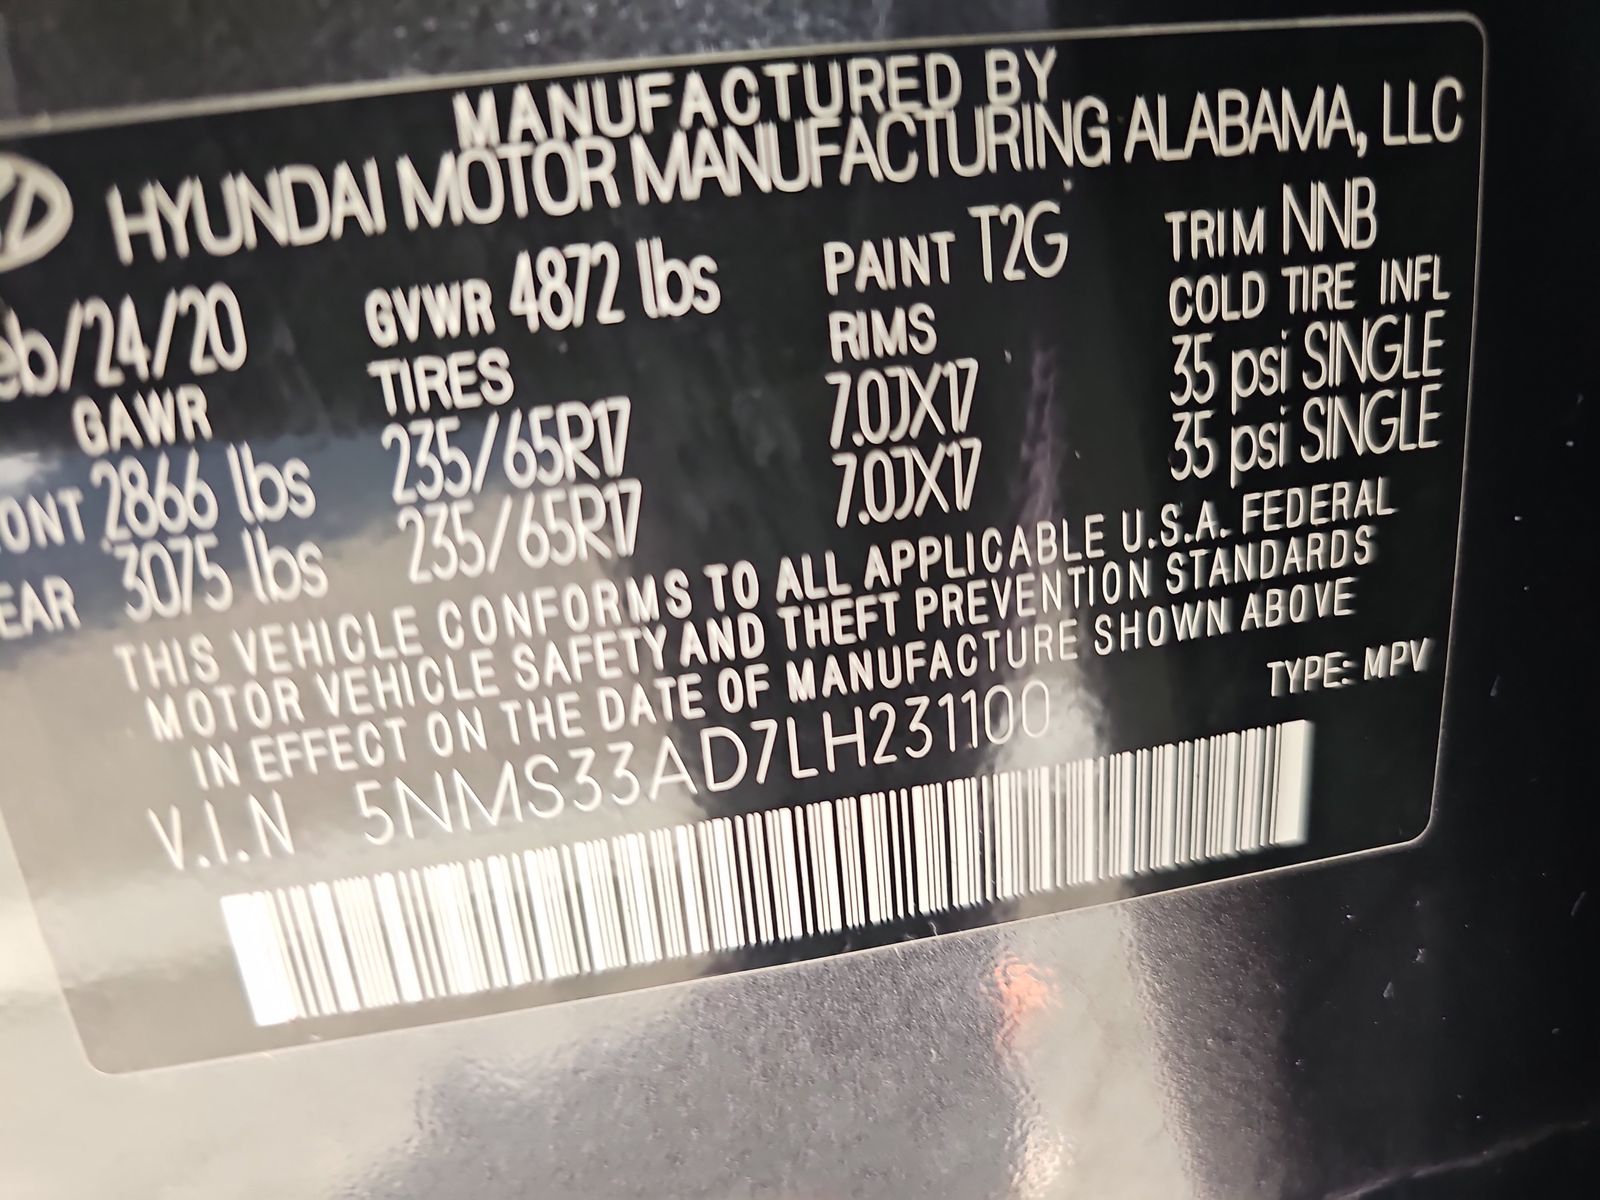 MANUFACTURED BY
HYUNDAI MOTOR MANUFACTURING ALABAMA, LLC
eb/24/20 GVWR 4872 lbs PAINT T2G TRIM NNB
GAWR TIRES RIMS COLD TIRE INFL
ONT 2866 lbs 235/65R17 7.0JX17 35 psi SINGLE
EAR 3075 lbs 235/65R17 7.0JX17 35 psi SINGLE
THIS VEHICLE CONFORMS TO ALL APPLICABLE U.S.A. FEDERAL
MOTOR VEHICLE SAFETY AND THEFT PREVENTION STANDARDS
IN EFFECT ON THE DATE OF MANUFACTURE SHOWN ABOVE
V.I.N 5NMS33AD7LH231100 TYPE: MPV